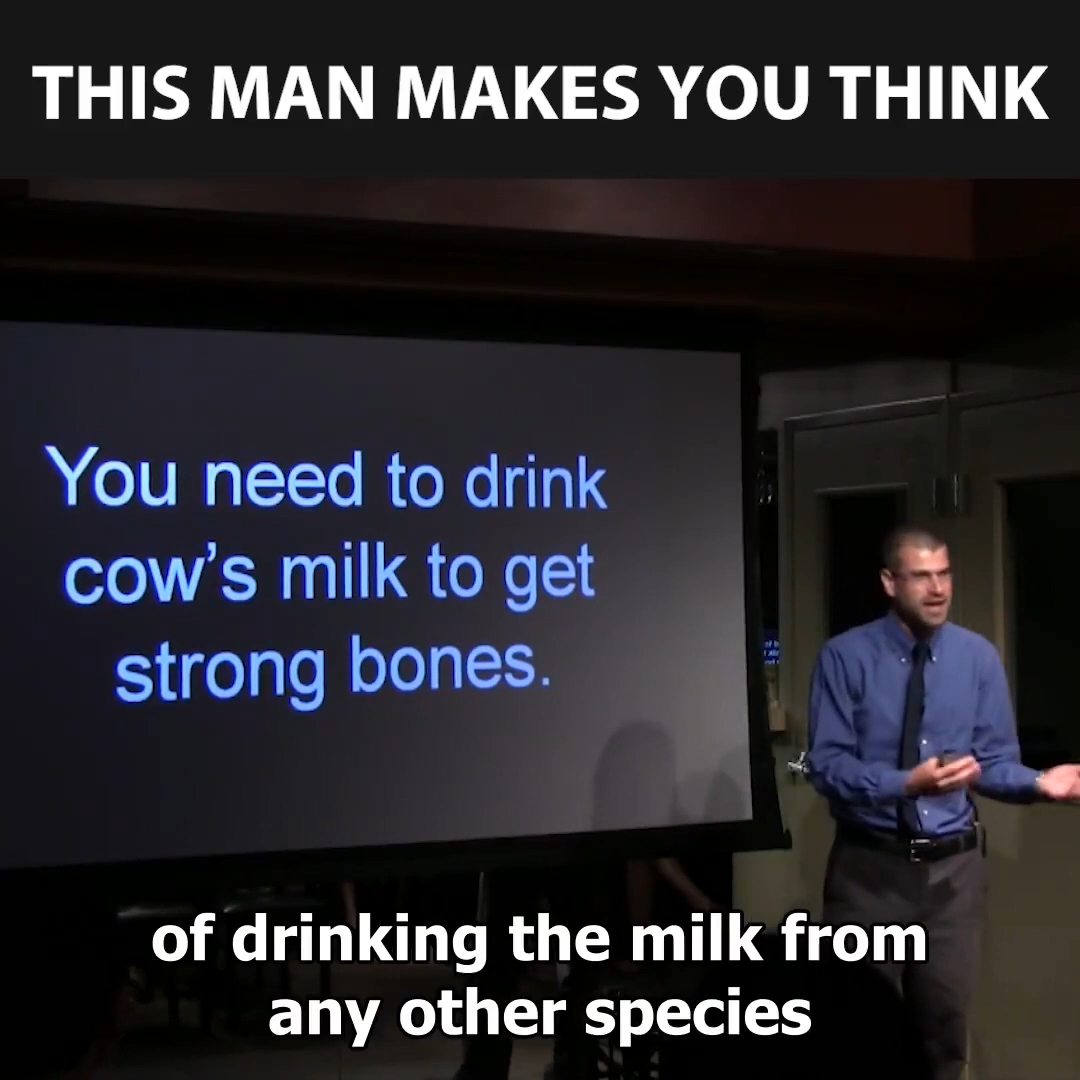 THIS MAN MAKES YOU THINK
You need to drink
cow's milk to get
strong bones.
of drinking the milk from
any other species